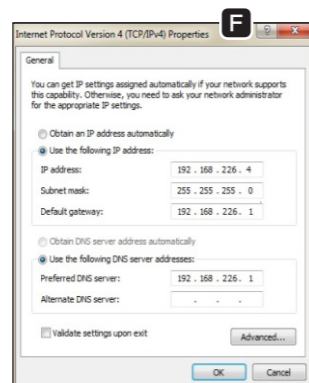 Internet Protocol Version 4 (TCP/IPv4) Properties
F
General
You can get IP settings assigned automatically if your network supports
this capability. Otherwise, you need to ask your network administrator
for the appropriate IP settings.
Obtain an IP address automatically
Use the following IP address:
IP address: 192 . 168 . 226 . 4
Subnet mask: 255 . 255 . 255 . 0
Default gateway: 192 . 168 . 226 . 1
Obtain DNS server address automatically
Use the following DNS server addresses:
Preferred DNS server: 192 . 168 . 226 . 1
Alternate DNS server: . . .
Validate settings upon exit
Advanced...
OK Cancel